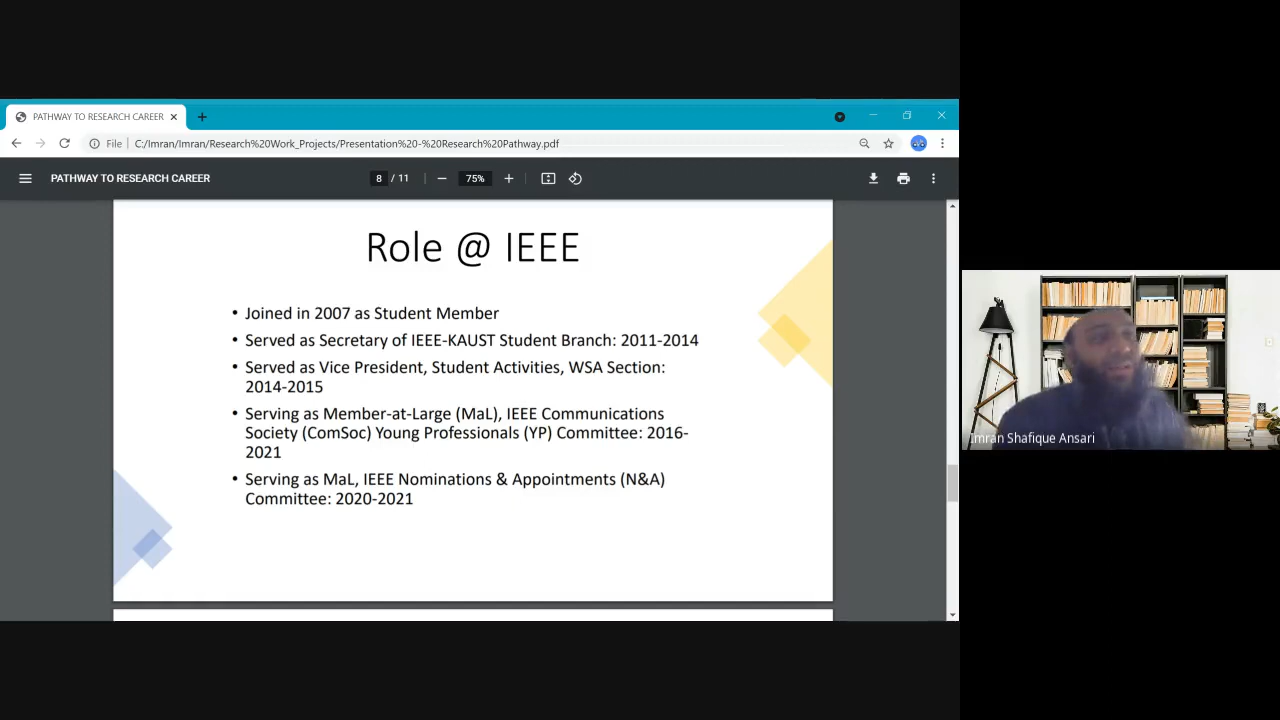 PATHWAY TO RESEARCH CAREER
File
C:/Imran/Imran/Research%20Work_Projects/Presentation%20-%20Research%20Pathway.pdf
PATHWAY TO RESEARCH CAREER
8 / 11
75%
Role @ IEEE
• Joined in 2007 as Student Member
• Served as Secretary of IEEE-KAUST Student Branch: 2011-2014
• Served as Vice President, Student Activities, WSA Section:
2014-2015
• Serving as Member-at-Large (MaL), IEEE Communications
Society (ComSoc) Young Professionals (YP) Committee: 2016-
2021
• Serving as MaL, IEEE Nominations & Appointments (N&A)
Committee: 2020-2021
Imran Shafique Ansari